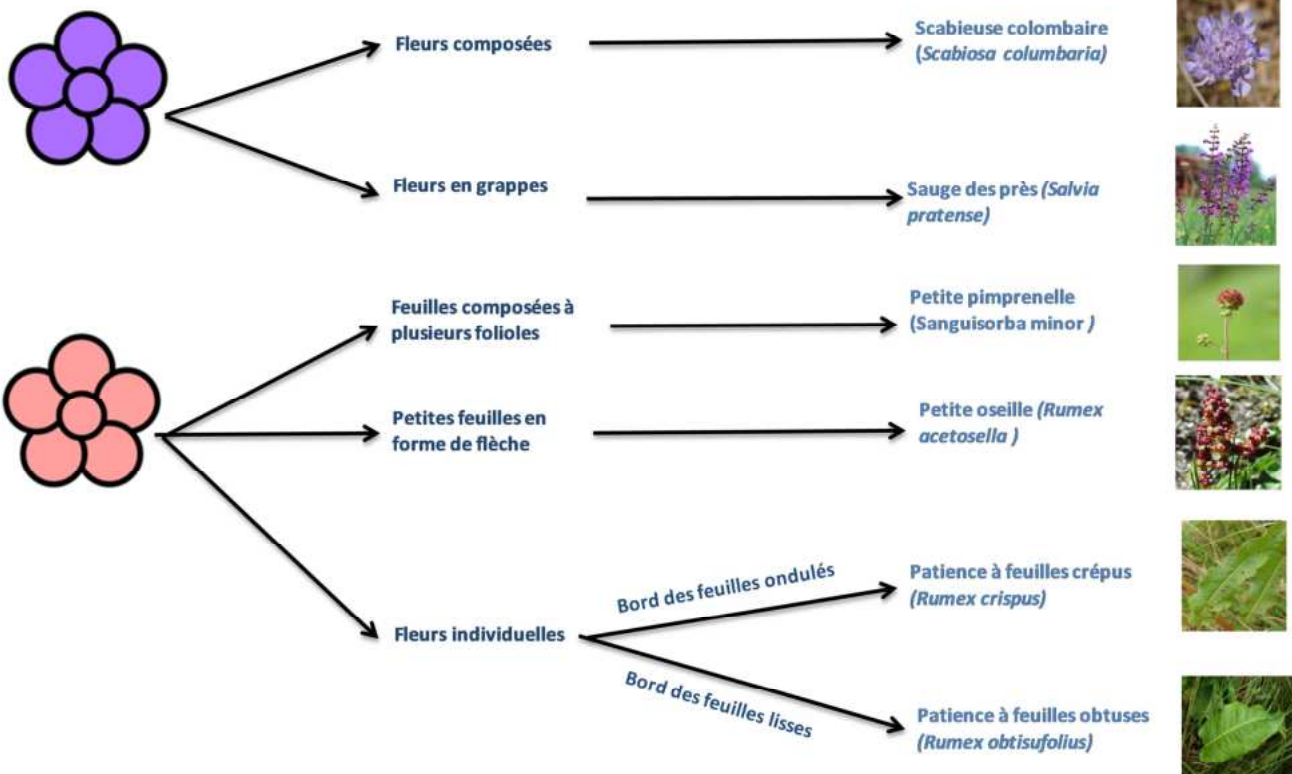 Fleurs composées
Scabieuse colombaire
(Scabiosa columbaria)
Fleurs en grappes
Sauge des près (Salvia
pratense)
Feuilles composées à
plusieurs folioles
Petite pimprenelle
(Sanguisorba minor )
Petites feuilles en
forme de flèche
Petite oseille (Rumex
acetosella )
Fleurs individuelles
Bord des feuilles ondulés
Patience à feuilles crépus
(Rumex crispus)
Bord des feuilles lisses
Patience à feuilles obtuses
(Rumex obtisufolius)